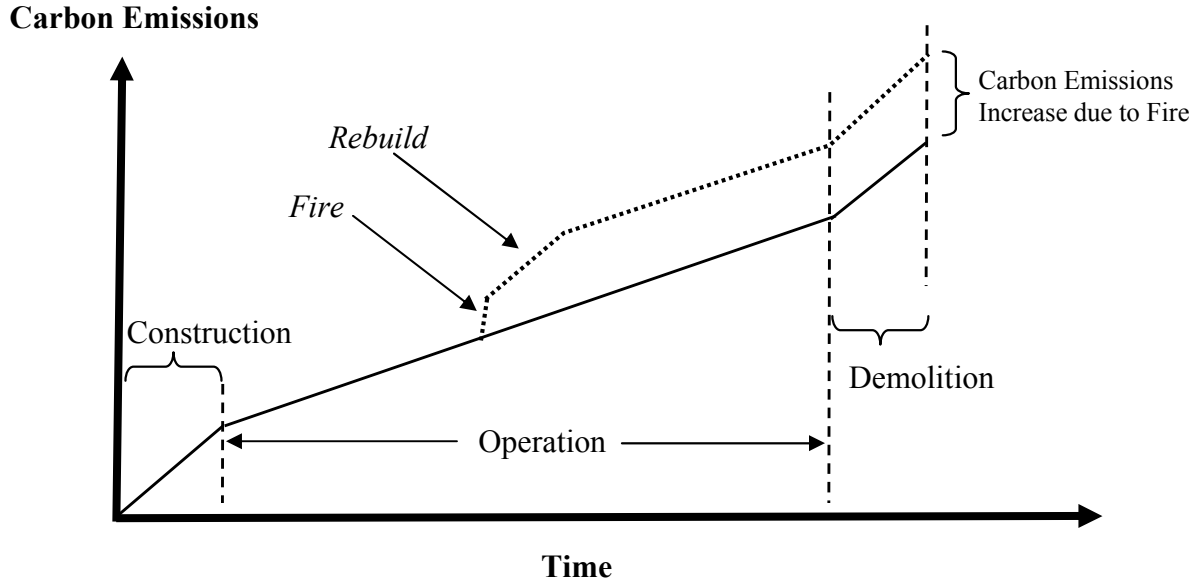 Carbon Emissions
Carbon Emissions
Increase due to Fire
Rebuild
Fire
Construction
Demolition
Operation
Time